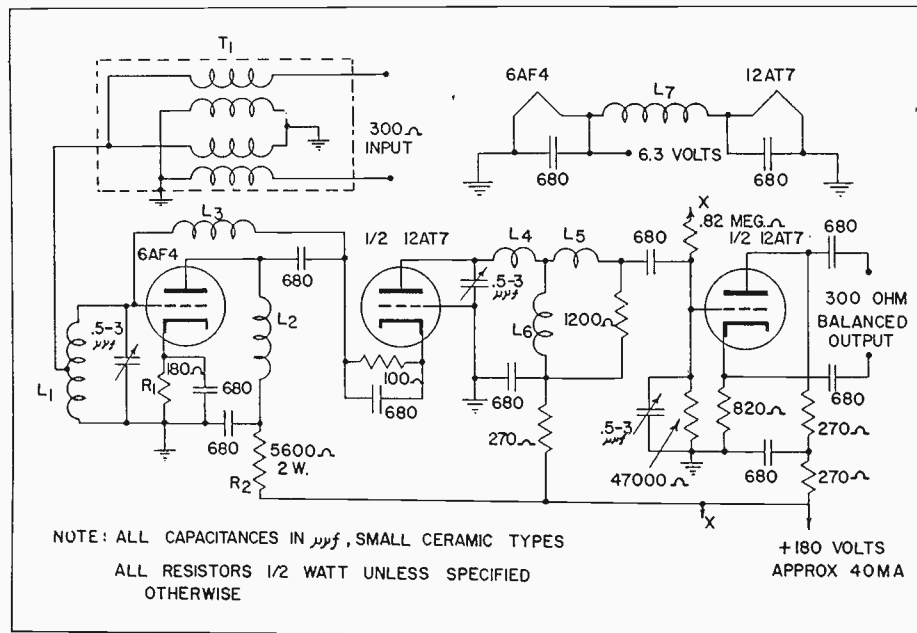 T1
300Ω
INPUT
6AF4
L7
12AT7
680
6.3 VOLTS
680
X
.82 MEG.Ω
L3
6AF4
680
1/2 12AT7
L4
L5
680
1/2 12AT7
680
.5-3
μμf
L2
.5-3
μμf
L6
1200Ω
300 OHM
BALANCED
OUTPUT
L1
180Ω
R1
680
100Ω
680
680
680
5600Ω
2 W.
R2
270Ω
.5-3
μμf
47000Ω
820Ω
680
680
270Ω
270Ω
X
NOTE: ALL CAPACITANCES IN μμf, SMALL CERAMIC TYPES
ALL RESISTORS 1/2 WATT UNLESS SPECIFIED
OTHERWISE
+180 VOLTS
APPROX 40MA